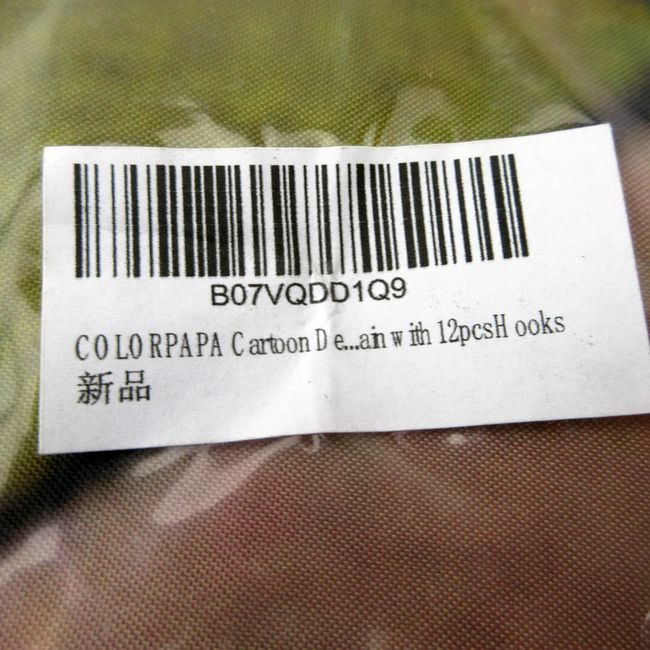 B07VQDD1Q9
COLORPAPA Cartoon De...ain with 12pcsHooks
新品